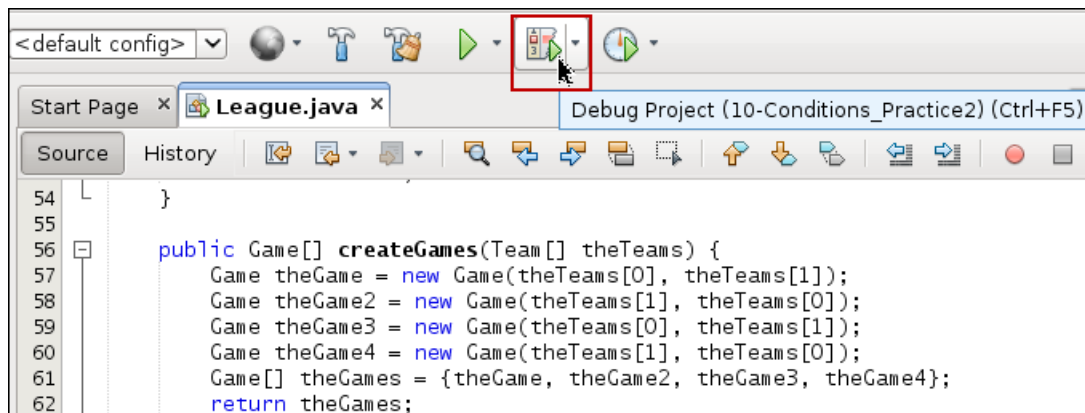 <default config>
Start Page × League.java ×
Debug Project (10-Conditions_Practice2) (Ctrl+F5)
Source History
54 }
55
56 public Game[] createGames(Team[] theTeams) {
57 Game theGame = new Game(theTeams[0], theTeams[1]);
58 Game theGame2 = new Game(theTeams[1], theTeams[0]);
59 Game theGame3 = new Game(theTeams[0], theTeams[1]);
60 Game theGame4 = new Game(theTeams[1], theTeams[0]);
61 Game[] theGames = {theGame, theGame2, theGame3, theGame4};
62 return theGames;